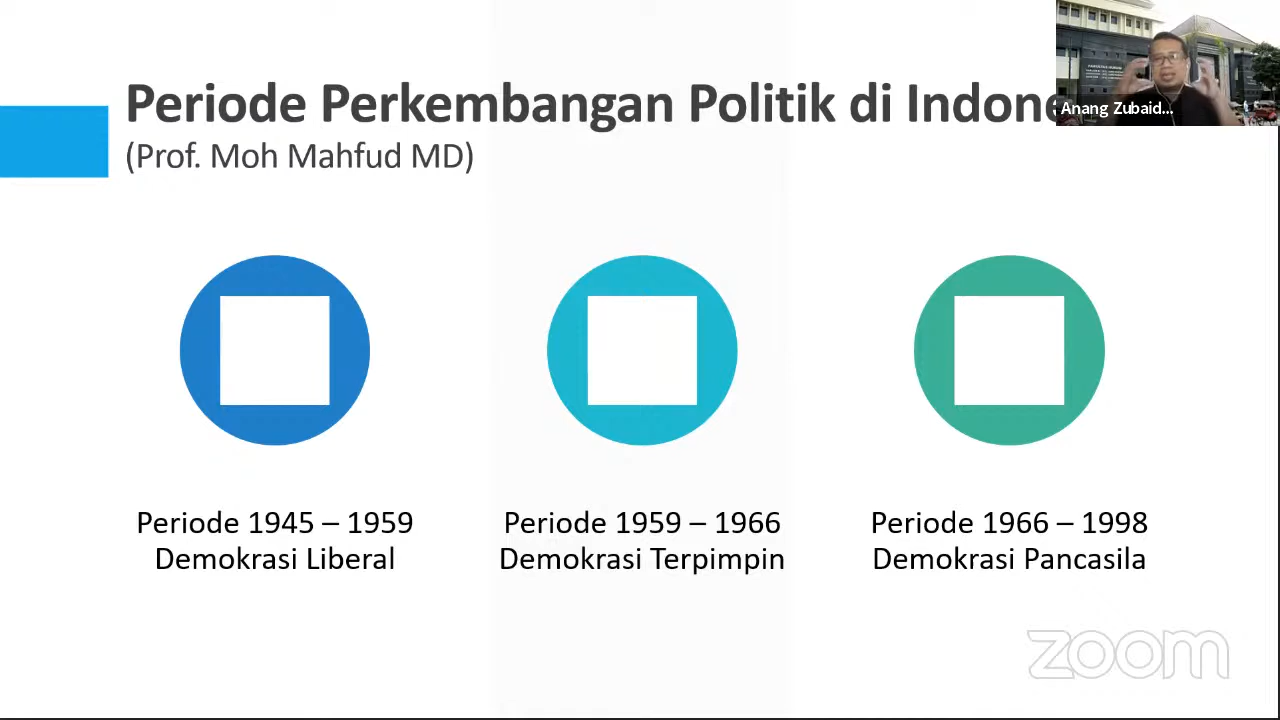 Periode Perkembangan Politik di Indone
(Prof. Moh Mahfud MD)
Anang Zubaid...
Periode 1945 – 1959
Demokrasi Liberal
Periode 1959 – 1966
Demokrasi Terpimpin
Periode 1966 – 1998
Demokrasi Pancasila
zoom